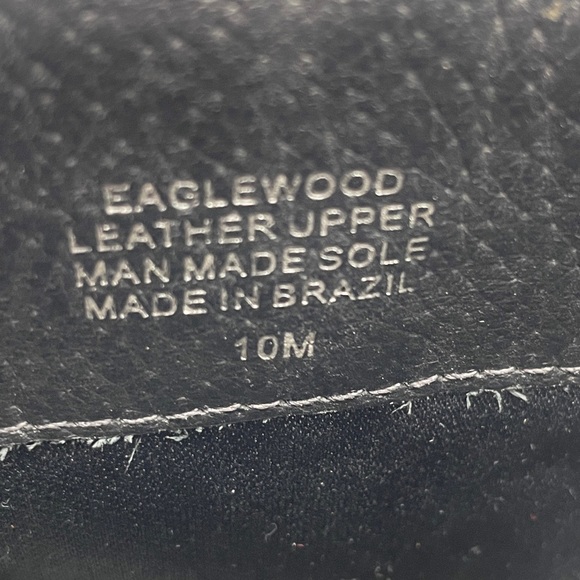 EAGLEWOOD
LEATHER UPPER
MAN MADE SOLE
MADE IN BRAZIL
10M